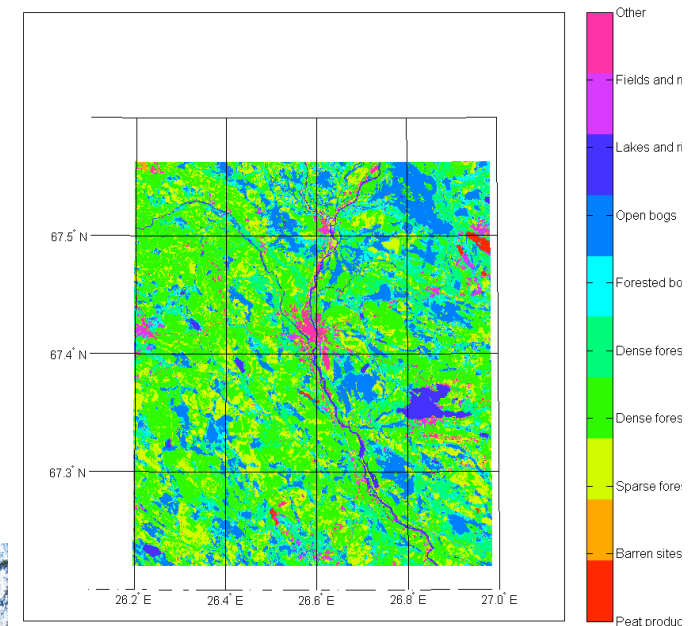 Other
Fields and m
Lakes and ri
Open bogs
Forested bo
Dense fores
Dense fores
Sparse fores
Barren sites
Peat produc
67.5° N
67.4° N
67.3° N
26.2° E 26.4° E 26.6° E 26.8° E 27.0° E